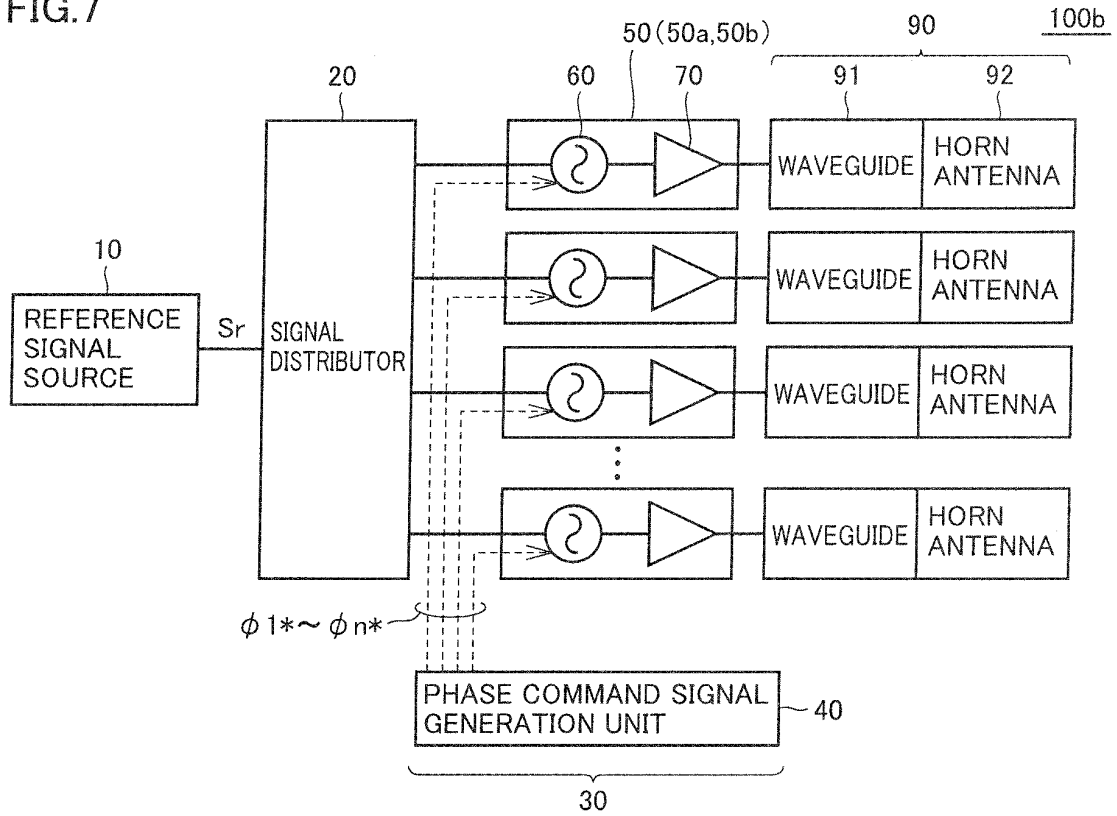 FIG.7
100b
50(50a,50b)
90
20
60
70
91
92
WAVEGUIDE
HORN
ANTENNA
10
REFERENCE
SIGNAL
SOURCE
Sr
SIGNAL
DISTRIBUTOR
WAVEGUIDE
HORN
ANTENNA
WAVEGUIDE
HORN
ANTENNA
WAVEGUIDE
HORN
ANTENNA
φ1*~φn*
PHASE COMMAND SIGNAL
GENERATION UNIT
40
30